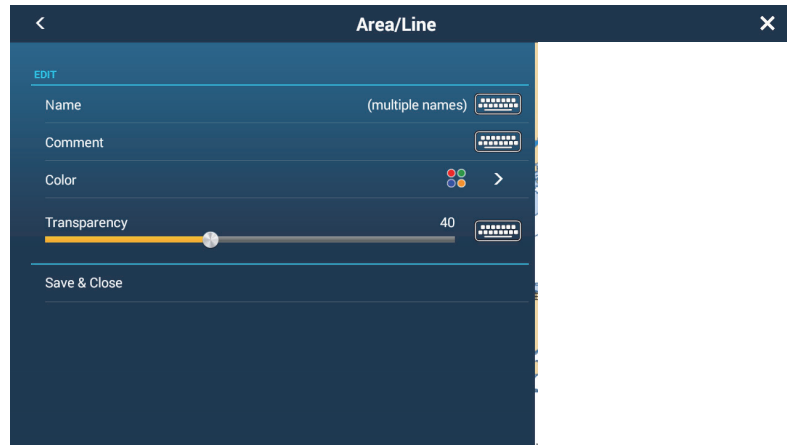 Area/Line
EDIT
Name (multiple names)
Comment
Color
Transparency 40
Save & Close